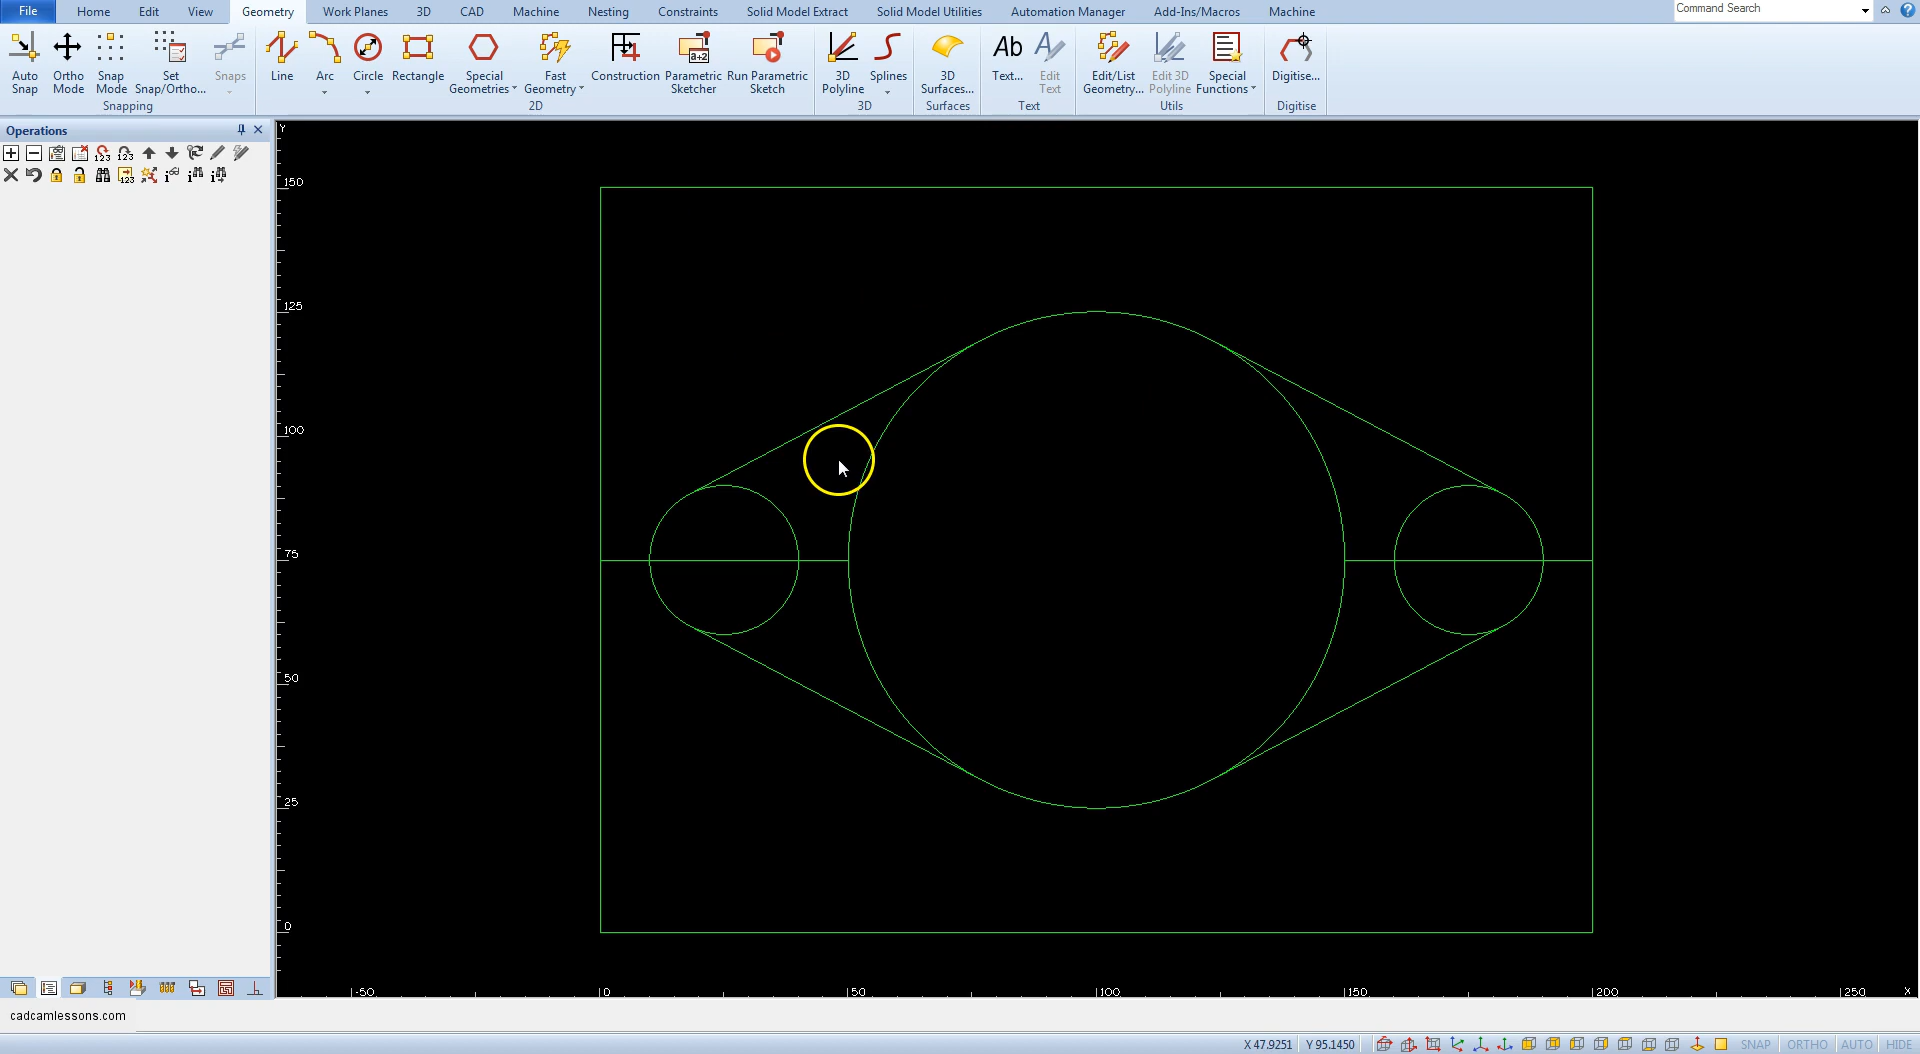 File Home Edit View Geometry Work Planes 3D CAD Machine Nesting Constraints Solid Model Extract Solid Model Utilities Automation Manager Add-Ins/Macros Machine Command Search
Auto Snap
Ortho Mode
Snap Mode
Set Snap/Ortho...
Snaps
Line
Arc
Circle
Rectangle
Special Geometries
Fast Geometry
Construction
Parametric Sketcher
Run Parametric Sketch
3D Polyline
Splines
3D Surfaces...
Ab
Text...
Edit Text
Edit/List Geometry...
Edit 3D Polyline
Special Functions
Digitise...
Snapping 2D 3D Surfaces Text Utils Digitise
Operations
Y
150
125
100
75
50
25
0
-50 0 50 100 150 200 250 X
cadcamlessons.com
X 47.9251 Y 95.1450 SNAP ORTHO AUTO HIDE